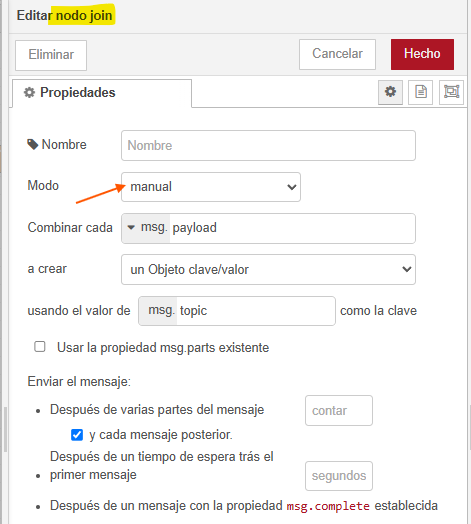 Editar nodo join
Eliminar
Cancelar
Hecho
Propiedades
Nombre
Nombre
Modo
manual
Combinar cada
msg. payload
a crear
un Objeto clave/valor
usando el valor de
msg. topic
como la clave
Usar la propiedad msg.parts existente
Enviar el mensaje:
• Después de varias partes del mensaje
contar
y cada mensaje posterior.
• Después de un tiempo de espera trás el
primer mensaje
segundos
• Después de un mensaje con la propiedad msg.complete establecida